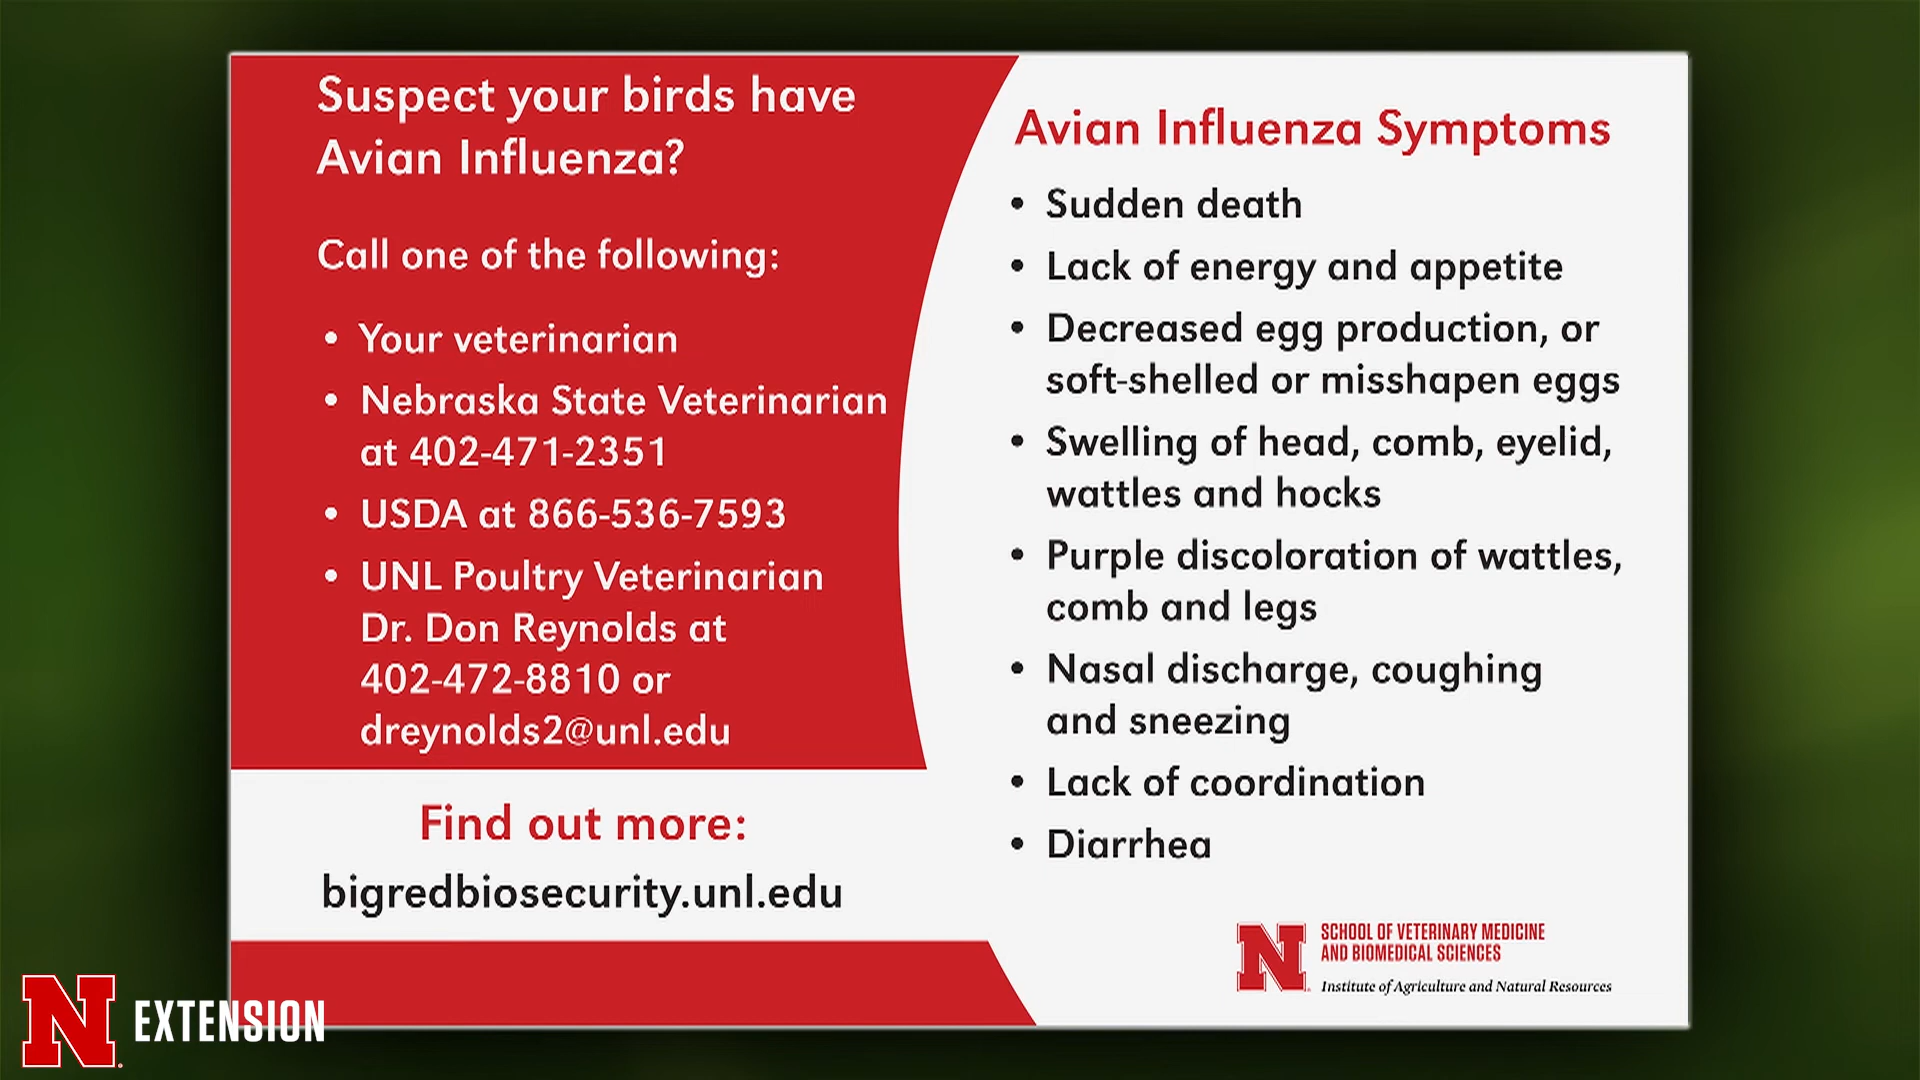 Suspect your birds have
Avian Influenza?
Call one of the following:
• Your veterinarian
• Nebraska State Veterinarian
at 402-471-2351
• USDA at 866-536-7593
• UNL Poultry Veterinarian
Dr. Don Reynolds at
402-472-8810 or
dreynolds2@unl.edu
Find out more:
bigredbiosecurity.unl.edu
Avian Influenza Symptoms
• Sudden death
• Lack of energy and appetite
• Decreased egg production, or
soft-shelled or misshapen eggs
• Swelling of head, comb, eyelid,
wattles and hocks
• Purple discoloration of wattles,
comb and legs
• Nasal discharge, coughing
and sneezing
• Lack of coordination
• Diarrhea
N SCHOOL OF VETERINARY MEDICINE
AND BIOMEDICAL SCIENCES
Institute of Agriculture and Natural Resources
N EXTENSION